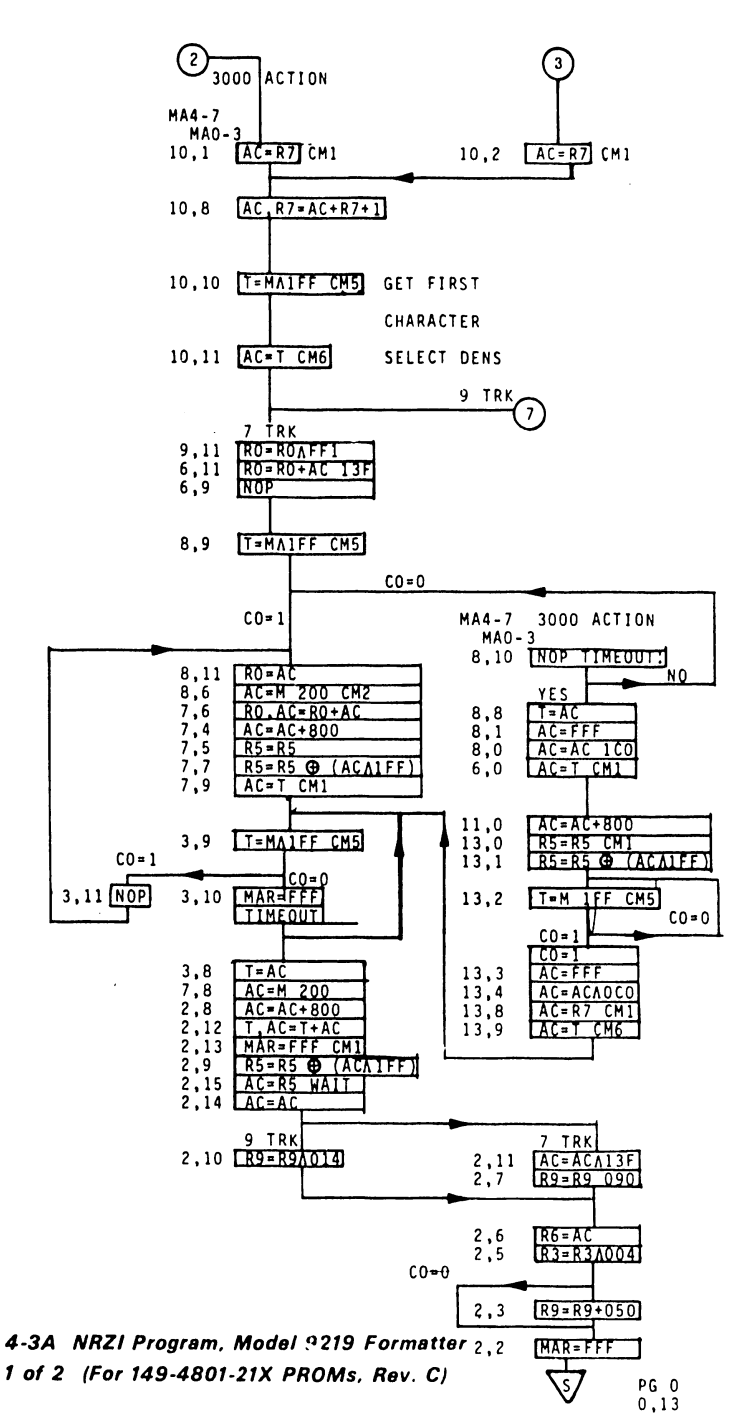 2
3
3000 ACTION
MA4-7
MA0-3
10,1 AC=R7 CM1
10,2 AC=R7 CM1
10,8 AC,R7=AC+R7+1
10,10 T=MΛ1FF CM5 GET FIRST
CHARACTER
10,11 AC=T CM6 SELECT DENS
9 TRK
7
7 TRK
9,11 R0=R0ΛFF1
6,11 R0=R0+AC 13F
6,9 NOP
8,9 T=MΛ1FF CM5
CO=0
CO=1
8,11 R0=AC
8,6 AC=M 200 CM2
7,6 R0,AC=R0+AC
7,4 AC=AC+800
7,5 R5=R5
7,7 R5=R5 ⊕ (ACΛ1FF)
7,9 AC=T CM1
3,9 T=MΛ1FF CM5
CO=1
CO=0
3,11 NOP
3,10 MAR=FFF
TIMEOUT
3,8 T=AC
7,8 AC=M 200
2,8 AC=AC+800
2,12 T,AC=T+AC
2,13 MAR=FFF CM1
2,9 R5=R5 ⊕ (ACΛ1FF)
2,15 AC=R5 WAIT
2,14 AC=AC
9 TRK
2,10 R9=R9Λ014
MA4-7 3000 ACTION
MA0-3
8,10 NOP TIMEOUT?
NO
YES
8,8 T=AC
8,1 AC=FFF
8,0 AC=AC 1C0
6,0 AC=T CM1
11,0 AC=AC+800
13,0 R5=R5 CM1
13,1 R5=R5 ⊕ (ACΛ1FF)
13,2 T=M 1FF CM5
CO=0
CO=1
CO=1
13,3 AC=FFF
13,4 AC=ACΛ0C0
13,8 AC=R7 CM1
13,9 AC=T CM6
7 TRK
2,11 AC=ACΛ13F
2,7 R9=R9 090
2,6 R6=AC
2,5 R3=R3Λ004
CO=0
2,3 R9=R9+050
2,2 MAR=FFF
S
PG 0
0,13
4-3A NRZI Program, Model 9219 Formatter
1 of 2 (For 149-4801-21X PROMs, Rev. C)